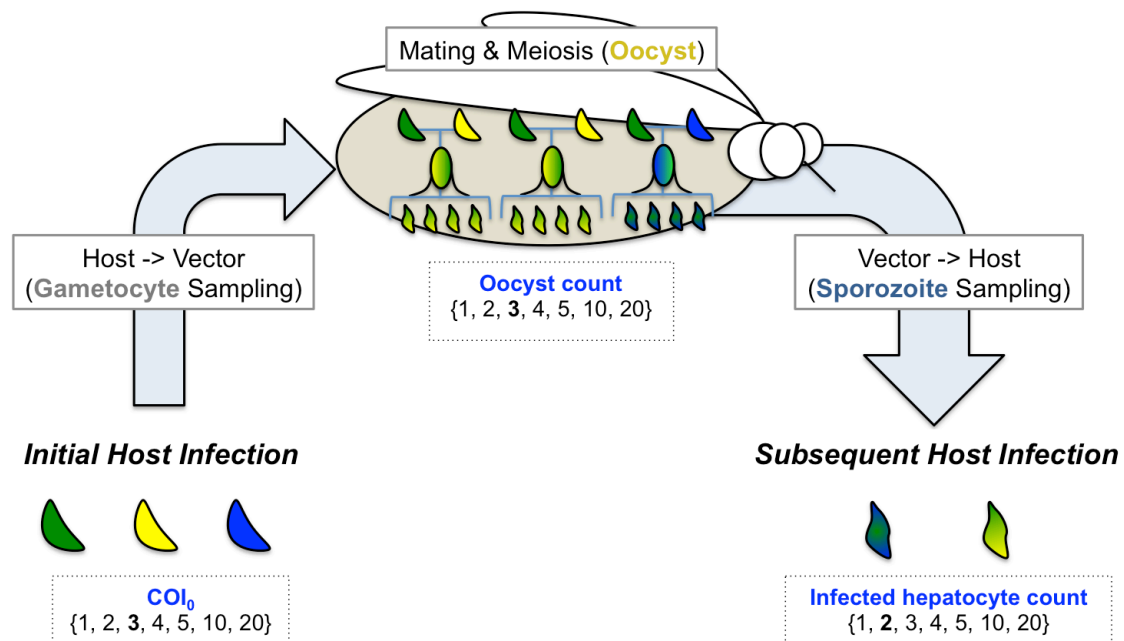 Mating & Meiosis (Oocyst)
Host -> Vector
(Gametocyte Sampling)
Vector -> Host
(Sporozoite Sampling)
Oocyst count
{1, 2, 3, 4, 5, 10, 20}
Initial Host Infection
Subsequent Host Infection
COI₀
{1, 2, 3, 4, 5, 10, 20}
Infected hepatocyte count
{1, 2, 3, 4, 5, 10, 20}